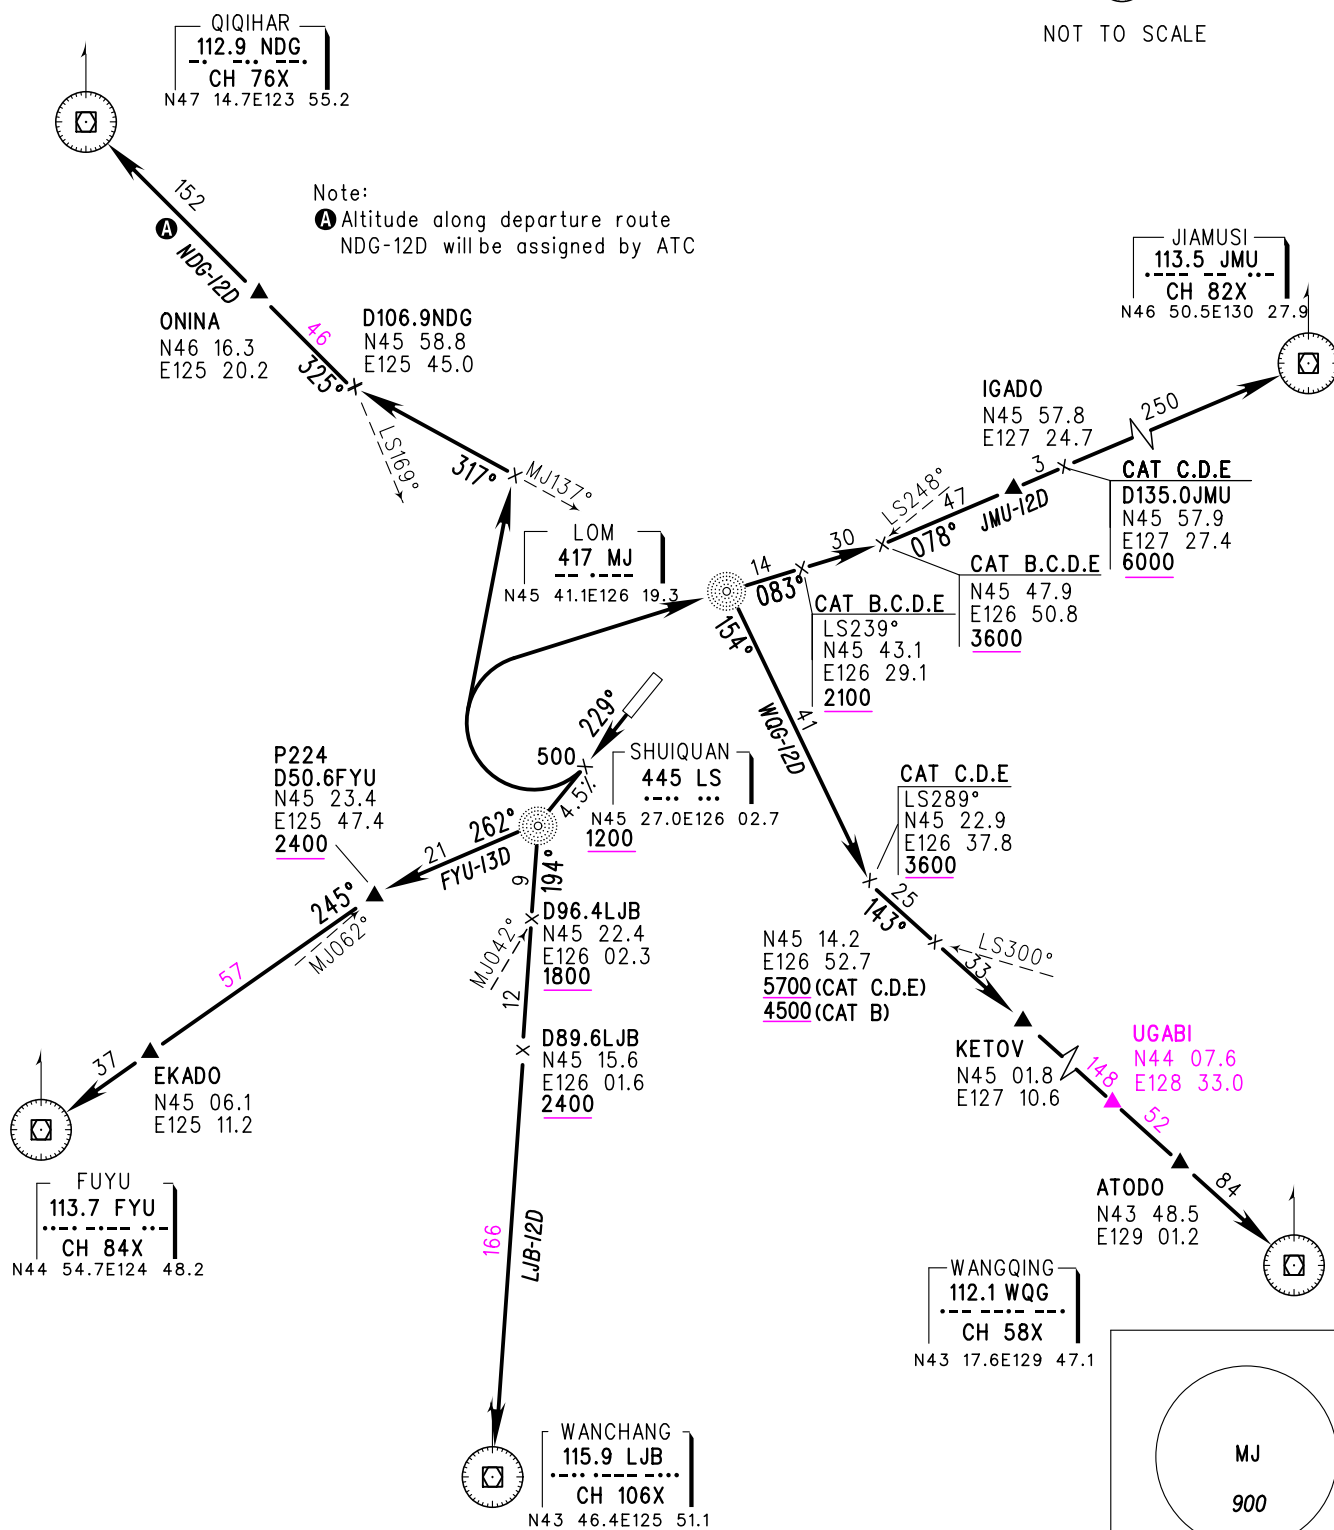 NOT TO SCALE
QIQIHAR
112.9 NDG
CH 76X
N47 14.7E123 55.2
Note:
A Altitude along departure route
NDG-12D will be assigned by ATC
152
A
NDG-12D
ONINA
N46 16.3
E125 20.2
46
325°
D106.9NDG
N45 58.8
E125 45.0
LS169°
317°
MJ137°
JIAMUSI
113.5 JMU
CH 82X
N46 50.5E130 27.9
IGADO
N45 57.8
E127 24.7
250
3
CAT C.D.E
D135.0JMU
N45 57.9
E127 27.4
6000
LS248°
47
JMU-12D
078°
30
14
083°
CAT B.C.D.E
N45 47.9
E126 50.8
3600
CAT B.C.D.E
LS239°
N45 43.1
E126 29.1
2100
LOM
417 MJ
N45 41.1E126 19.3
154°
WQG-12D
41
229°
500
4.5%
SHUIQUAN
445 LS
N45 27.0E126 02.7
1200
P224
D50.6FYU
N45 23.4
E125 47.4
2400
262°
21
FYU-13D
245°
MJ062°
57
37
EKADO
N45 06.1
E125 11.2
FUYU
113.7 FYU
CH 84X
N44 54.7E124 48.2
194°
9
MJ042°
D96.4LJB
N45 22.4
E126 02.3
1800
12
D89.6LJB
N45 15.6
E126 01.6
2400
166
LJB-12D
WANCHANG
115.9 LJB
CH 106X
N43 46.4E125 51.1
CAT C.D.E
LS289°
N45 22.9
E126 37.8
3600
25
143°
LS300°
N45 14.2
E126 52.7
5700(CAT C.D.E)
4500(CAT B)
33
KETOV
N45 01.8
E127 10.6
148
UGABI
N44 07.6
E128 33.0
52
ATODO
N43 48.5
E129 01.2
84
WANGQING
112.1 WQG
CH 58X
N43 17.6E129 47.1
MJ
900